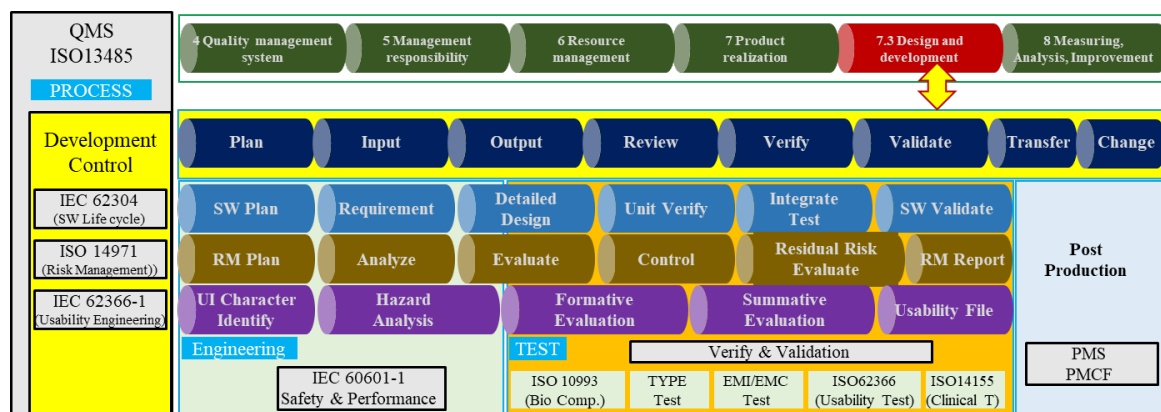 QMS
ISO13485
PROCESS
4 Quality management
system
5 Management
responsibility
6 Resource
management
7 Product
realization
7.3 Design and
development
8 Measuring,
Analysis, Improvement
Development
Control
Plan
Input
Output
Review
Verify
Validate
Transfer
Change
IEC 62304
(SW Life cycle)
SW Plan
Requirement
Detailed
Design
Unit Verify
Integrate
Test
SW Validate
ISO 14971
(Risk Management))
RM Plan
Analyze
Evaluate
Control
Residual Risk
Evaluate
RM Report
IEC 62366-1
(Usability Engineering)
UI Character
Identify
Hazard
Analysis
Formative
Evaluation
Summative
Evaluation
Usability File
Post
Production
Engineering
IEC 60601-1
Safety & Performance
TEST
Verify & Validation
ISO 10993
(Bio Comp.)
TYPE
Test
EMI/EMC
Test
ISO62366
(Usability Test)
ISO14155
(Clinical T)
PMS
PMCF